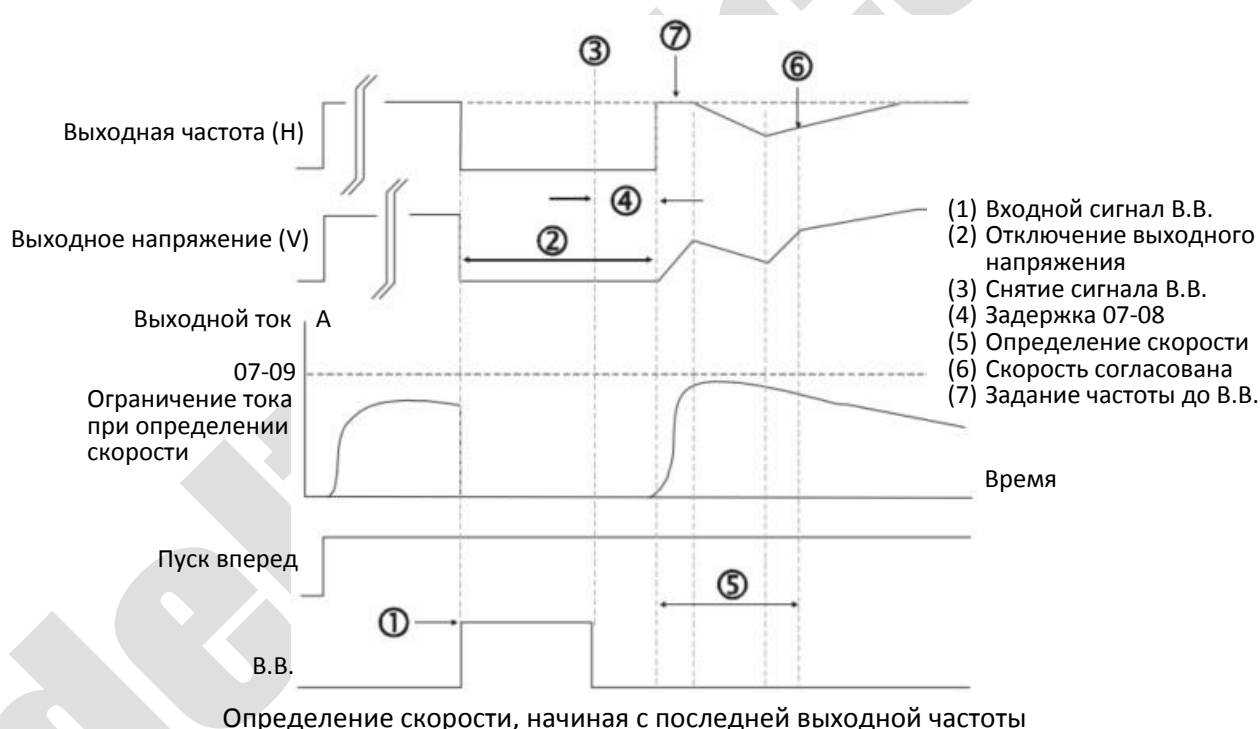 ③
⑦
⑥
Выходная частота (H)
④
Выходное напряжение (V)
②
(1) Входной сигнал B.B.
(2) Отключение выходного
напряжения
(3) Снятие сигнала B.B.
(4) Задержка 07-08
(5) Определение скорости
(6) Скорость согласована
(7) Задание частоты до B.B.
Выходной ток
A
07-09
Ограничение тока
при определении
скорости
Время
Пуск вперед
⑤
①
B.B.
Определение скорости, начиная с последней выходной частоты